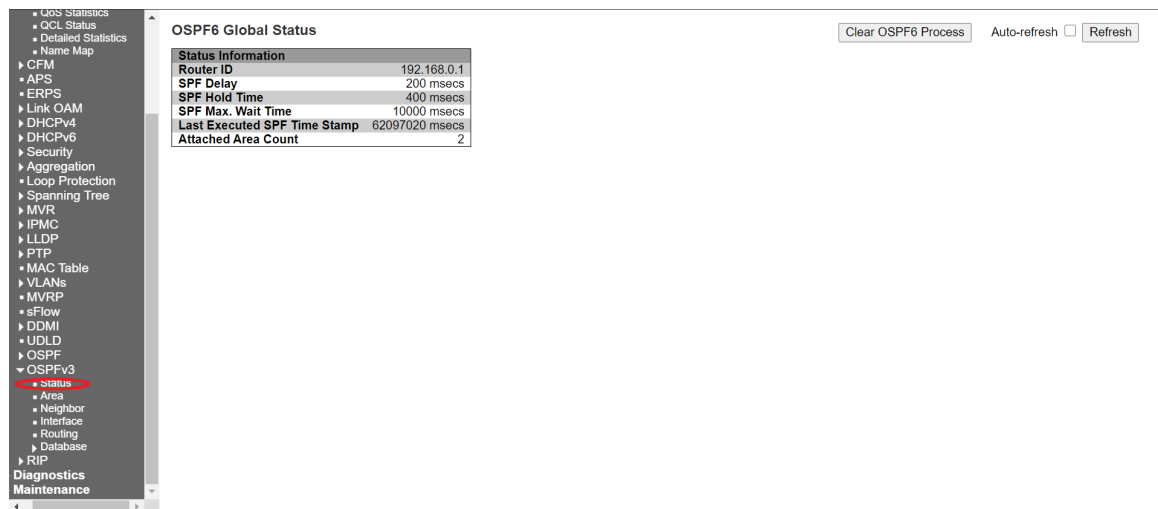 QoS Statistics
QCL Status
Detailed Statistics
Name Map
CFM
APS
ERPS
Link OAM
DHCPv4
DHCPv6
Security
Aggregation
Loop Protection
Spanning Tree
MVR
IPMC
LLDP
PTP
MAC Table
VLANs
MVRP
sFlow
DDMI
UDLD
OSPF
OSPFv3
Status
Area
Neighbor
Interface
Routing
Database
RIP
Diagnostics
Maintenance
OSPF6 Global Status
Clear OSPF6 Process Auto-refresh Refresh
Status Information
Router ID 192.168.0.1
SPF Delay 200 msecs
SPF Hold Time 400 msecs
SPF Max. Wait Time 10000 msecs
Last Executed SPF Time Stamp 62097020 msecs
Attached Area Count 2